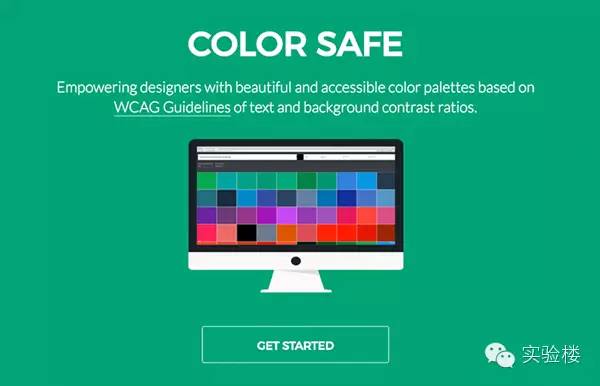 COLOR SAFE
Empowering designers with beautiful and accessible color palettes based on
WCAG Guidelines of text and background contrast ratios.
GET STARTED
实验楼